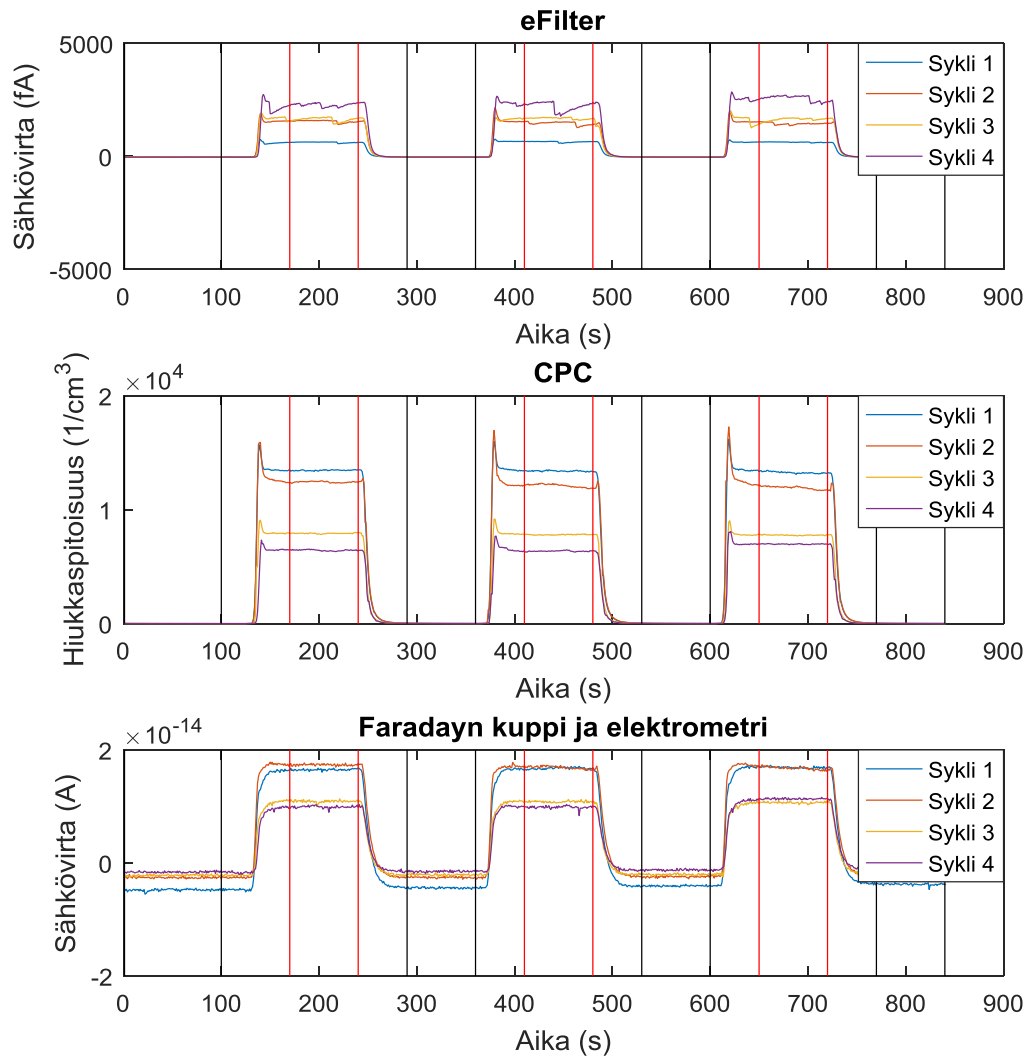 eFilter
Sähkövirta (fA)
5000
0
-5000
0 100 200 300 400 500 600 700 800 900
Aika (s)
Sykli 1
Sykli 2
Sykli 3
Sykli 4
CPC
×10^4
Hiukkaspitoisuus (1/cm^3)
2
1
0
0 100 200 300 400 500 600 700 800 900
Aika (s)
Sykli 1
Sykli 2
Sykli 3
Sykli 4
Faradayn kuppi ja elektrometri
×10^-14
Sähkövirta (A)
2
0
-2
0 100 200 300 400 500 600 700 800 900
Aika (s)
Sykli 1
Sykli 2
Sykli 3
Sykli 4